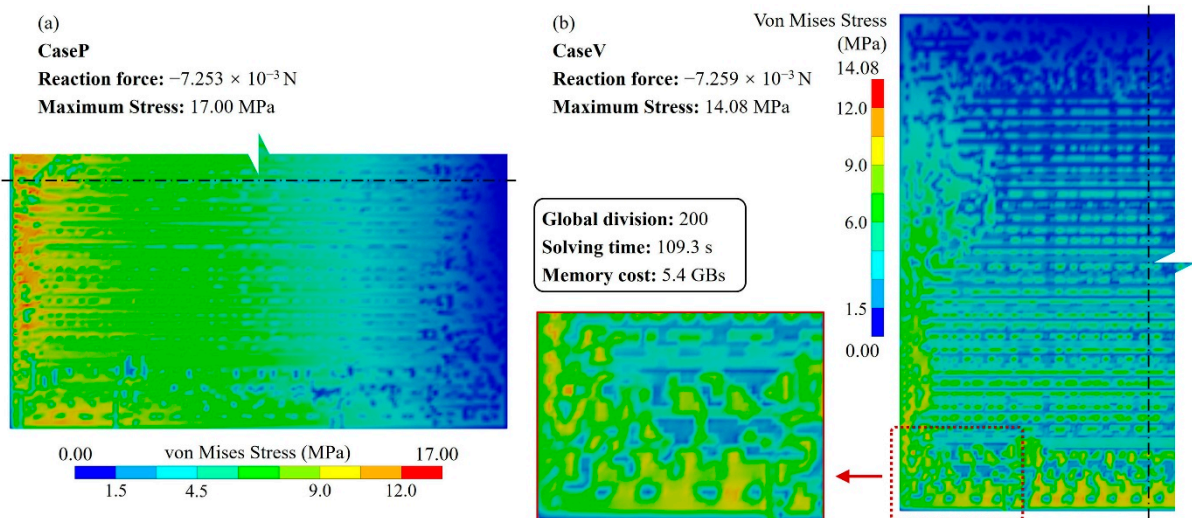 (a)
CaseP
Reaction force: −7.253 × 10⁻³ N
Maximum Stress: 17.00 MPa
0.00 von Mises Stress (MPa) 17.00
1.5 4.5 9.0 12.0
(b)
CaseV
Reaction force: −7.259 × 10⁻³ N
Maximum Stress: 14.08 MPa
Global division: 200
Solving time: 109.3 s
Memory cost: 5.4 GBs
Von Mises Stress
(MPa)
14.08
12.0
9.0
6.0
1.5
0.00